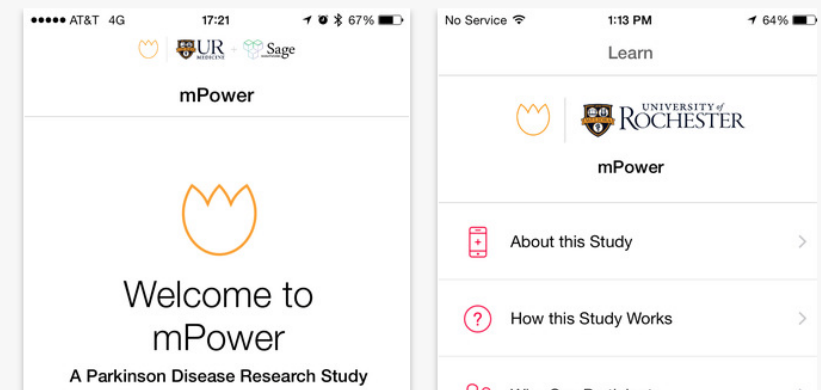 AT&T 4G 17:21 67%
UR MEDICINE Sage
mPower
Welcome to
mPower
A Parkinson Disease Research Study
No Service 1:13 PM 64%
Learn
UNIVERSITY of
ROCHESTER
mPower
About this Study
? How this Study Works